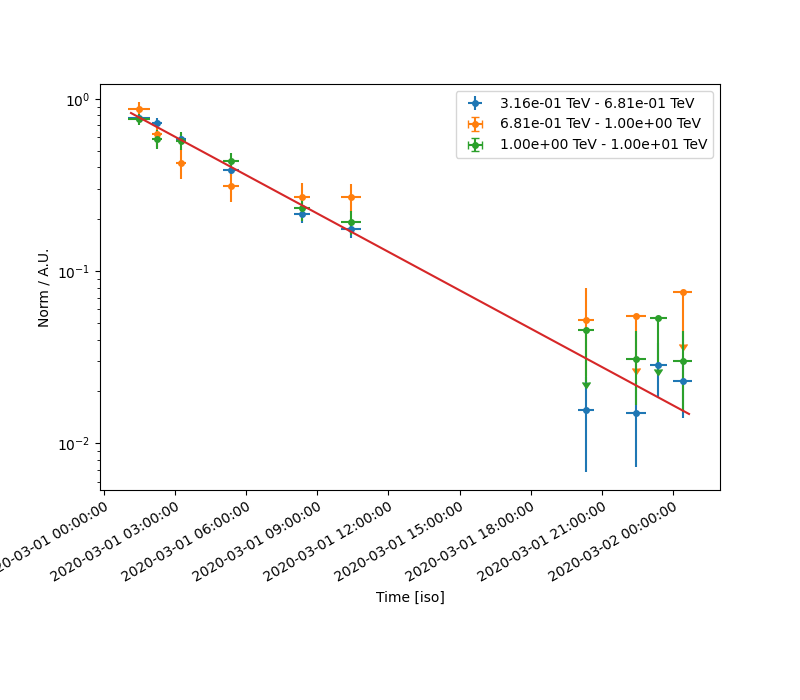 10⁰
10⁻¹
10⁻²
Norm / A.U.
3.16e-01 TeV - 6.81e-01 TeV
6.81e-01 TeV - 1.00e+00 TeV
1.00e+00 TeV - 1.00e+01 TeV
20-03-01 00:00:00
2020-03-01 03:00:00
2020-03-01 06:00:00
2020-03-01 09:00:00
2020-03-01 12:00:00
2020-03-01 15:00:00
2020-03-01 18:00:00
2020-03-01 21:00:00
2020-03-02 00:00:00
Time [iso]